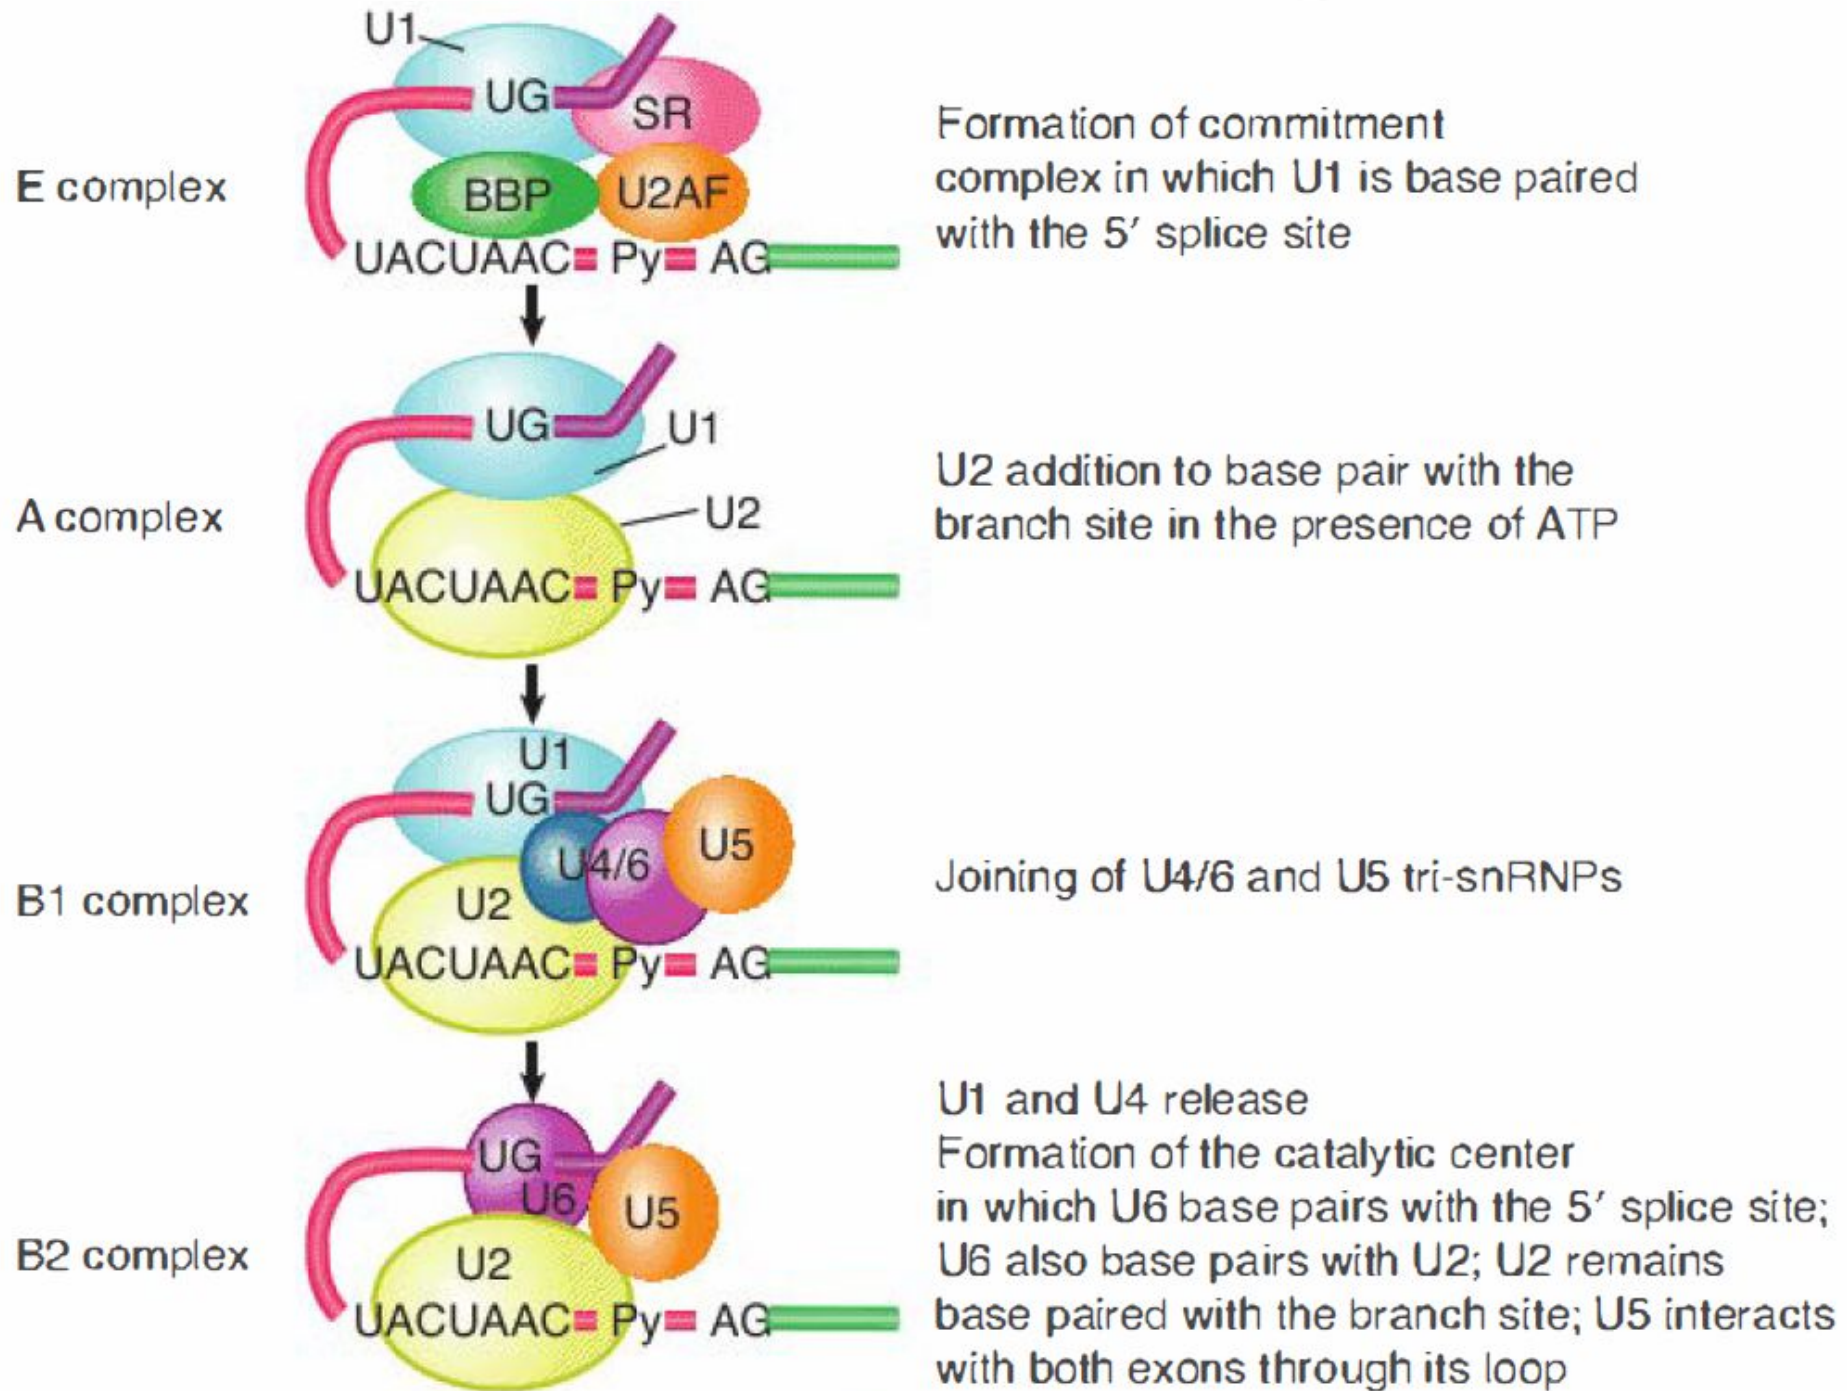 U1
UG
SR
E complex
BBP
U2AF
UACUAAC Py AG
Formation of commitment
complex in which U1 is base paired
with the 5′ splice site
UG
U1
A complex
U2
UACUAAC Py AG
U2 addition to base pair with the
branch site in the presence of ATP
U1
UG
U5
U4/6
B1 complex
U2
UACUAAC Py AG
Joining of U4/6 and U5 tri-snRNPs
UG
U6
U5
B2 complex
U2
UACUAAC Py AG
U1 and U4 release
Formation of the catalytic center
in which U6 base pairs with the 5′ splice site;
U6 also base pairs with U2; U2 remains
base paired with the branch site; U5 interacts
with both exons through its loop